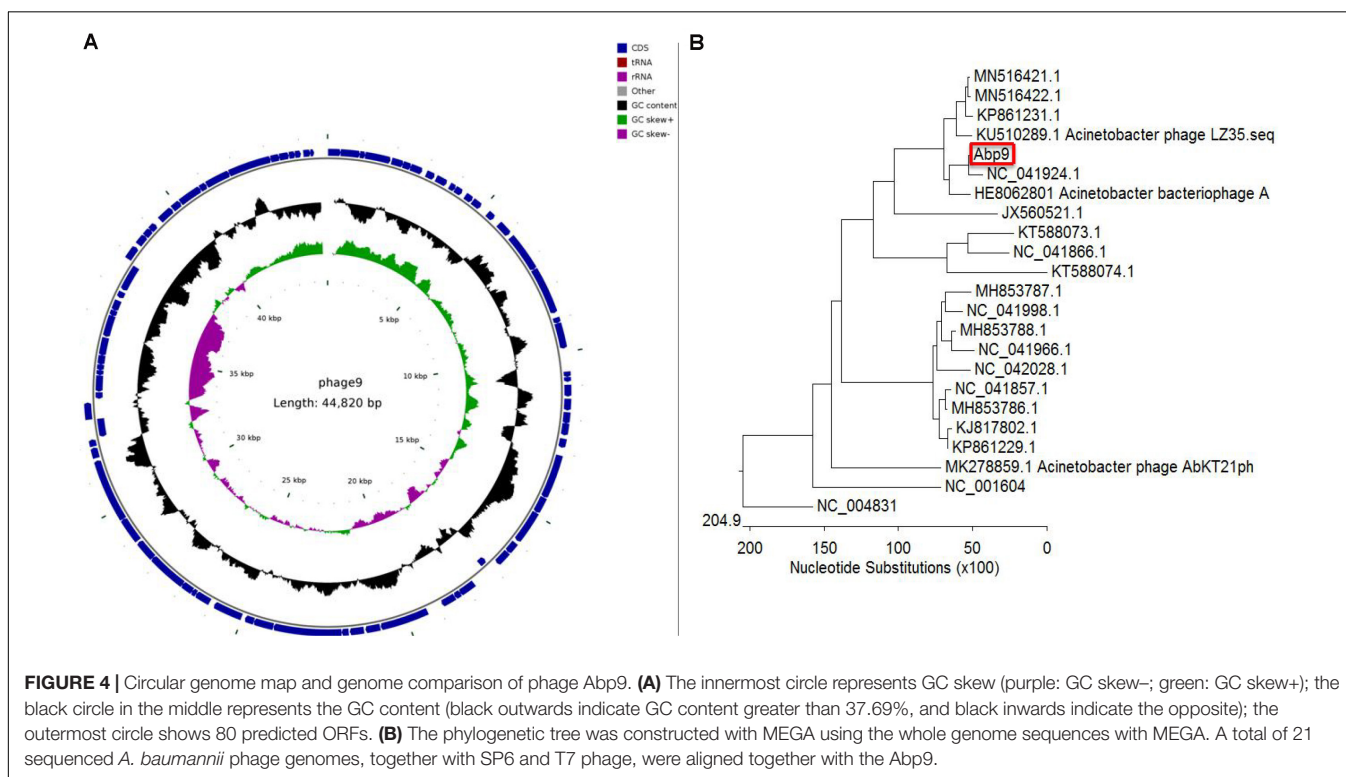 A
CDS
tRNA
rRNA
Other
GC content
GC skew+
GC skew-
40 kbp
5 kbp
35 kbp
10 kbp
phage9
Length: 44,820 bp
30 kbp
15 kbp
25 kbp
20 kbp
B
MN516421.1
MN516422.1
KP861231.1
KU510289.1 Acinetobacter phage LZ35.seq
Abp9
NC_041924.1
HE8062801 Acinetobacter bacteriophage A
JX560521.1
KT588073.1
NC_041866.1
KT588074.1
MH853787.1
NC_041998.1
MH853788.1
NC_041966.1
NC_042028.1
NC_041857.1
MH853786.1
KJ817802.1
KP861229.1
MK278859.1 Acinetobacter phage AbKT21ph
NC_001604
NC_004831
204.9
200 150 100 50 0
Nucleotide Substitutions (x100)
FIGURE 4 | Circular genome map and genome comparison of phage Abp9. (A) The innermost circle represents GC skew (purple: GC skew–; green: GC skew+); the
black circle in the middle represents the GC content (black outwards indicate GC content greater than 37.69%, and black inwards indicate the opposite); the
outermost circle shows 80 predicted ORFs. (B) The phylogenetic tree was constructed with MEGA using the whole genome sequences with MEGA. A total of 21
sequenced A. baumannii phage genomes, together with SP6 and T7 phage, were aligned together with the Abp9.